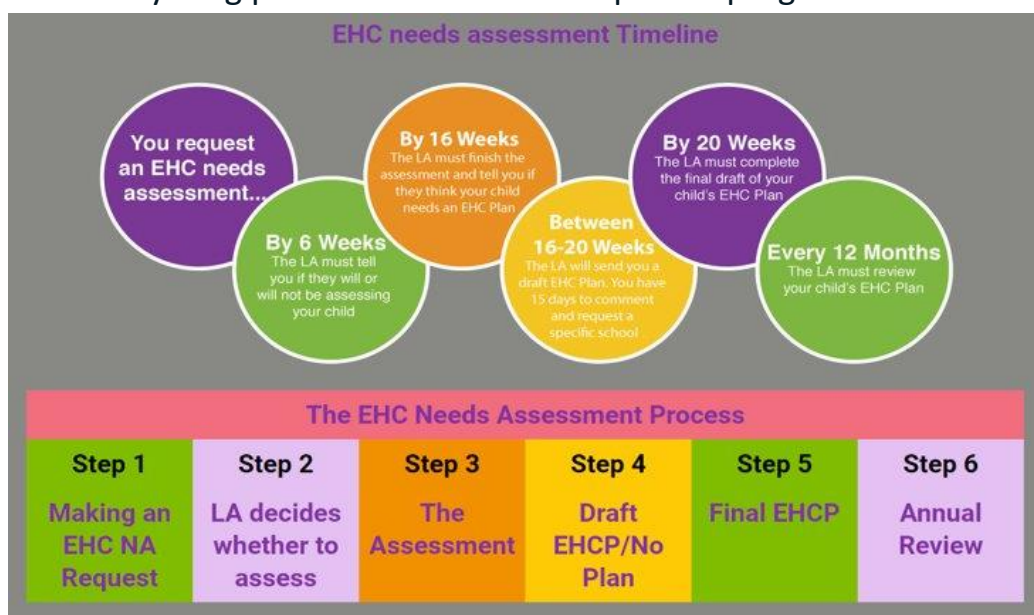 EHC needs assessment Timeline
You request
an EHC needs
assessment...
By 6 Weeks
The LA must tell
you if they will or
will not be assessing
your child
By 16 Weeks
The LA must finish the
assessment and tell you if
they think your child
needs an EHC Plan
Between
16-20 Weeks
The LA will send you a
draft EHC Plan. You have
15 days to comment
and request a
specific school
By 20 Weeks
The LA must complete
the final draft of your
child's EHC Plan
Every 12 Months
The LA must review
your child's EHC Plan
The EHC Needs Assessment Process
Step 1
Making an
EHC NA
Request
Step 2
LA decides
whether to
assess
Step 3
The
Assessment
Step 4
Draft
EHCP/No
Plan
Step 5
Final EHCP
Step 6
Annual
Review